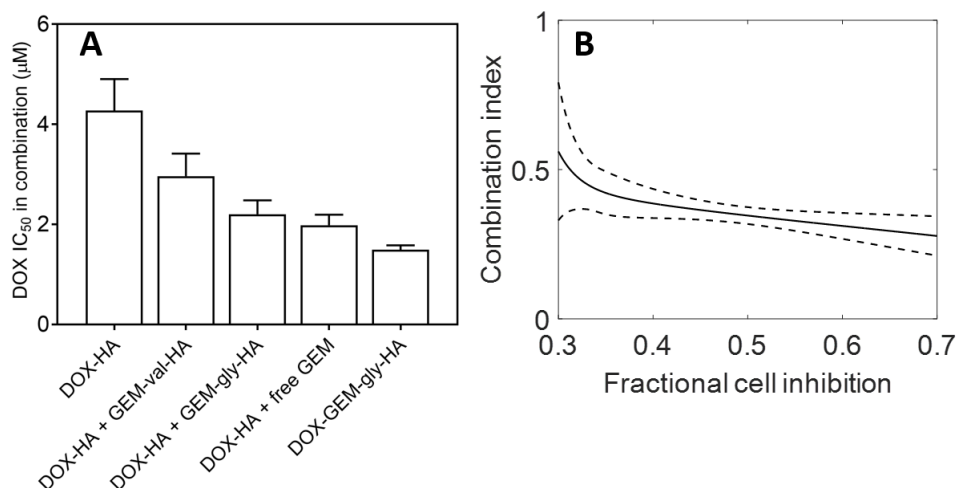 A
DOX IC50 in combination (μM)
6
4
2
0
DOX-HA
DOX-HA + GEM-val-HA
DOX-HA + GEM-gly-HA
DOX-HA + free GEM
DOX-GEM-gly-HA
B
Combination index
1
0.5
0
0.3
0.4
0.5
0.6
0.7
Fractional cell inhibition